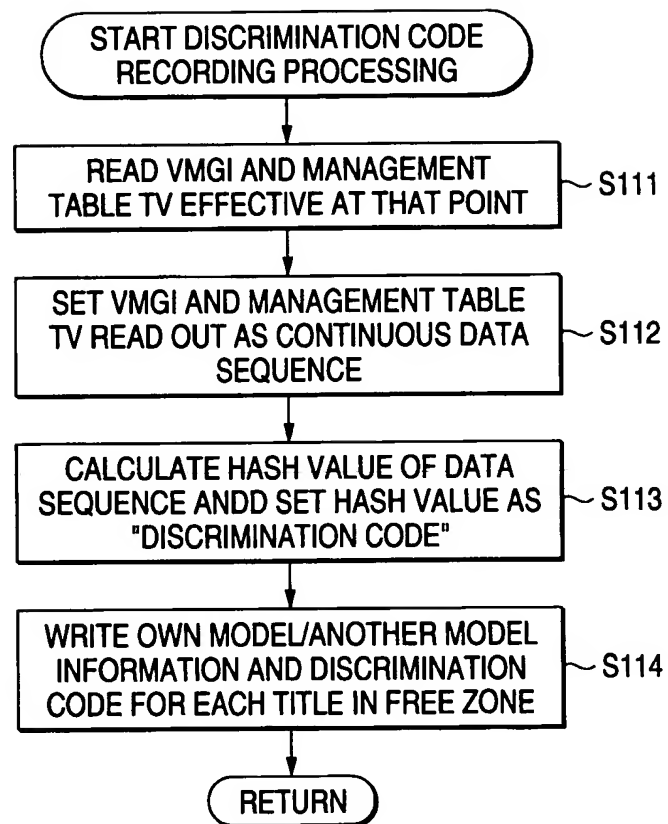 START DISCRIMINATION CODE
RECORDING PROCESSING
READ VMGI AND MANAGEMENT
TABLE TV EFFECTIVE AT THAT POINT
S111
SET VMGI AND MANAGEMENT TABLE
TV READ OUT AS CONTINUOUS DATA
SEQUENCE
S112
CALCULATE HASH VALUE OF DATA
SEQUENCE ANDD SET HASH VALUE AS
"DISCRIMINATION CODE"
S113
WRITE OWN MODEL/ANOTHER MODEL
INFORMATION AND DISCRIMINATION
CODE FOR EACH TITLE IN FREE ZONE
S114
RETURN